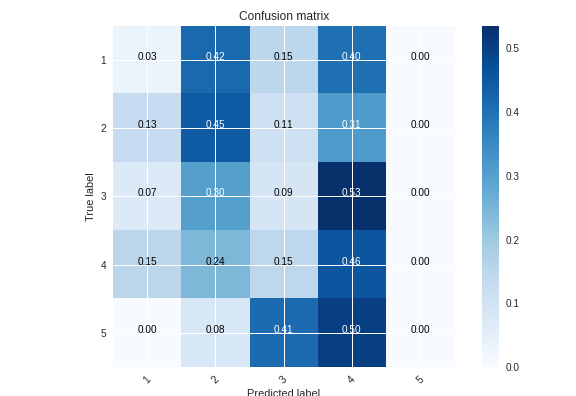 Confusion matrix
1 0.03 0.42 0.15 0.40 0.00
2 0.13 0.45 0.11 0.31 0.00
3 0.07 0.30 0.09 0.53 0.00
4 0.15 0.24 0.15 0.46 0.00
5 0.00 0.08 0.41 0.50 0.00
True label
1 2 3 4 5
Predicted label
0.5
0.4
0.3
0.2
0.1
0.0